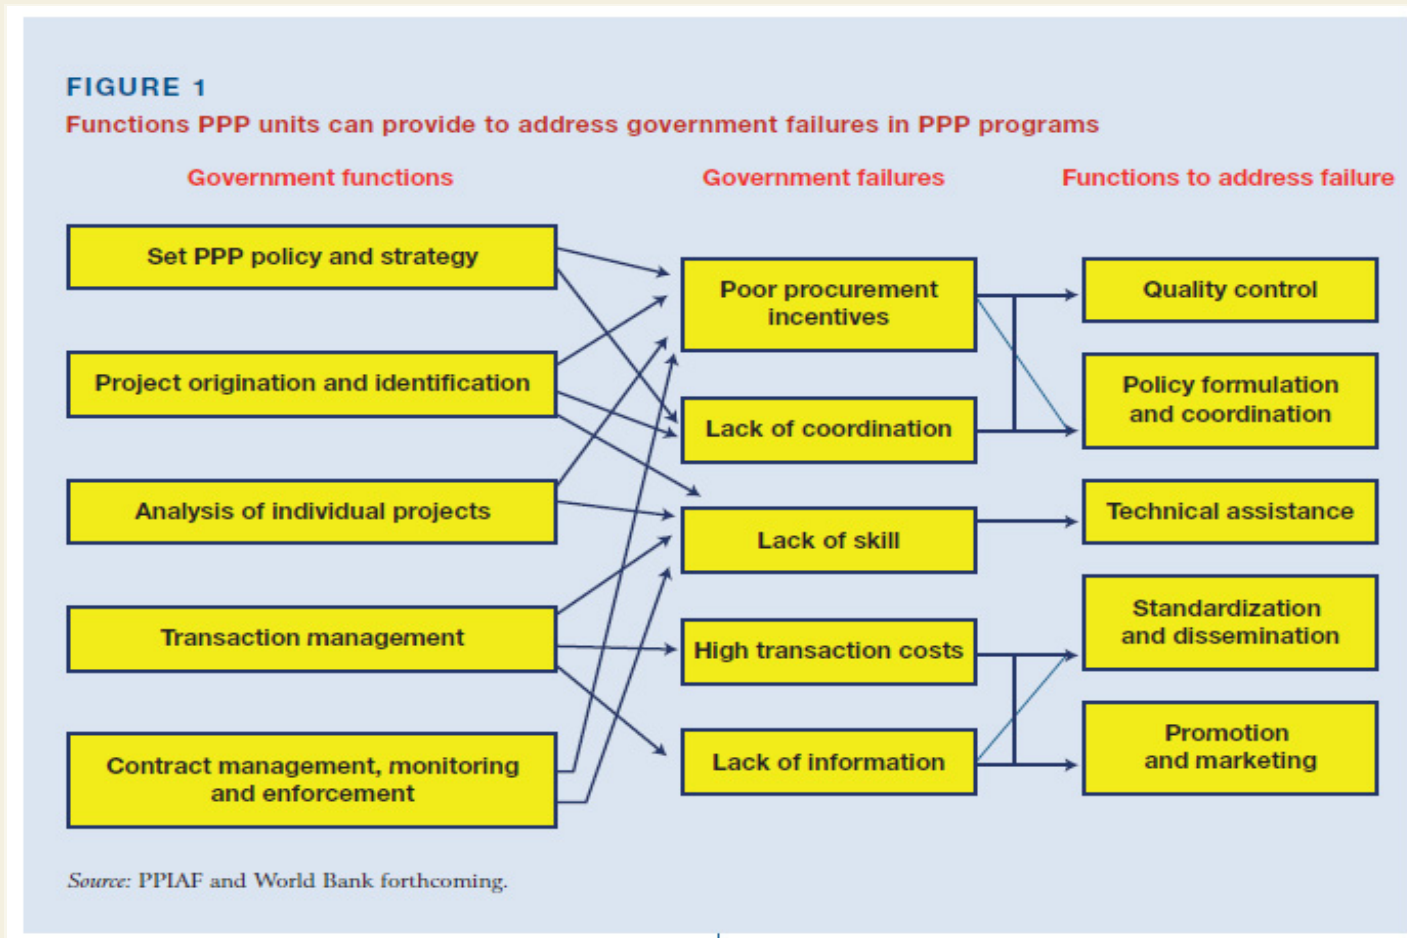 FIGURE 1
Functions PPP units can provide to address government failures in PPP programs
Government functions
Government failures
Functions to address failure
Set PPP policy and strategy
Project origination and identification
Analysis of individual projects
Transaction management
Contract management, monitoring
and enforcement
Poor procurement
incentives
Lack of coordination
Lack of skill
High transaction costs
Lack of information
Quality control
Policy formulation
and coordination
Technical assistance
Standardization
and dissemination
Promotion
and marketing
Source: PPIAF and World Bank forthcoming.